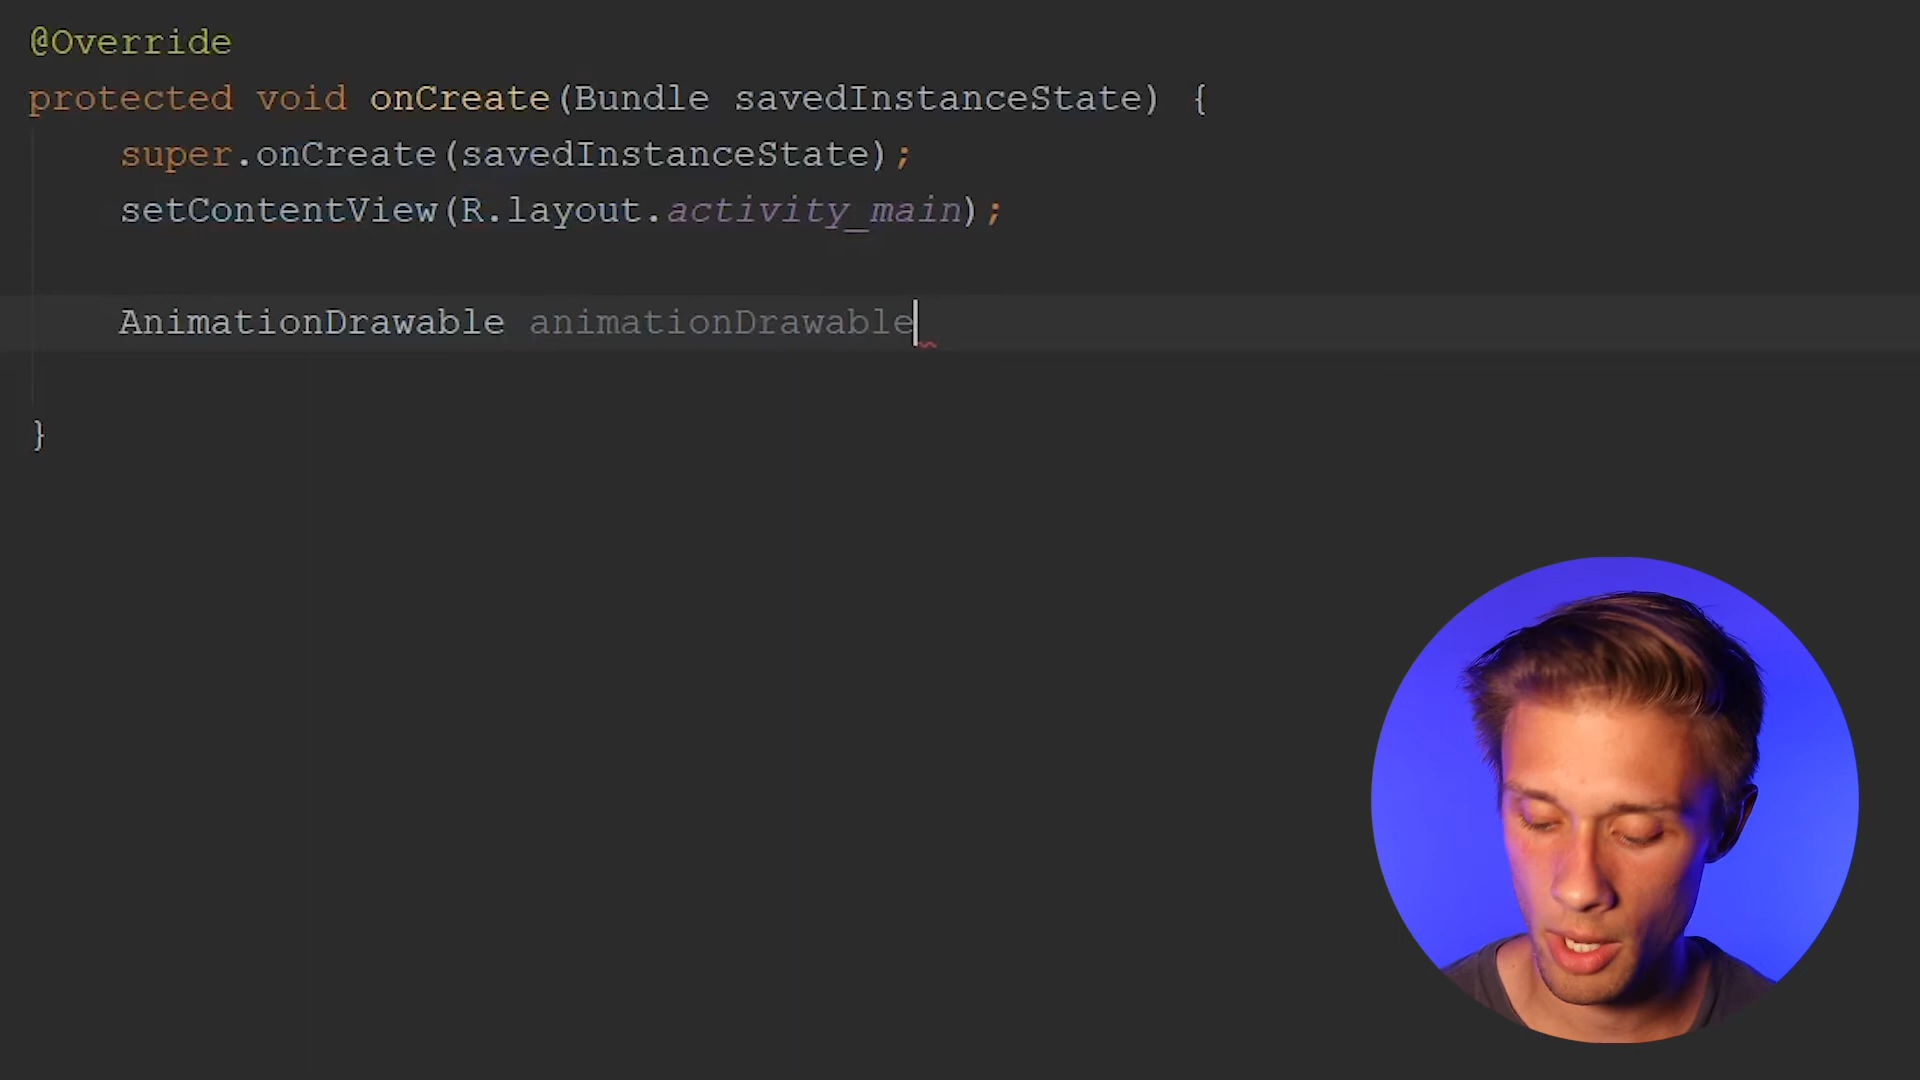 @Override
protected void onCreate(Bundle savedInstanceState) {
super.onCreate(savedInstanceState);
setContentView(R.layout.activity_main);
AnimationDrawable animationDrawable
}